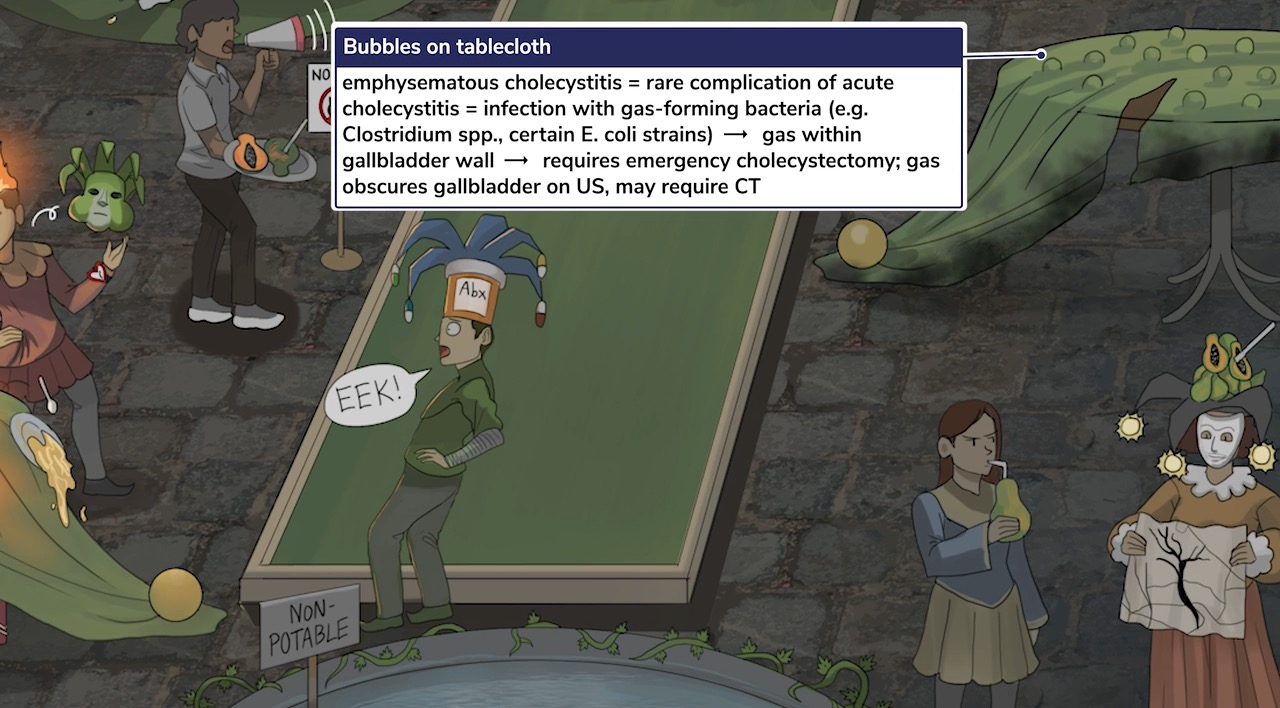 Bubbles on tablecloth
emphysematous cholecystitis = rare complication of acute
cholecystitis = infection with gas-forming bacteria (e.g.
Clostridium spp., certain E. coli strains) → gas within
gallbladder wall → requires emergency cholecystectomy; gas
obscures gallbladder on US, may require CT
NO
Abx
EEK!
NON-
POTABLE